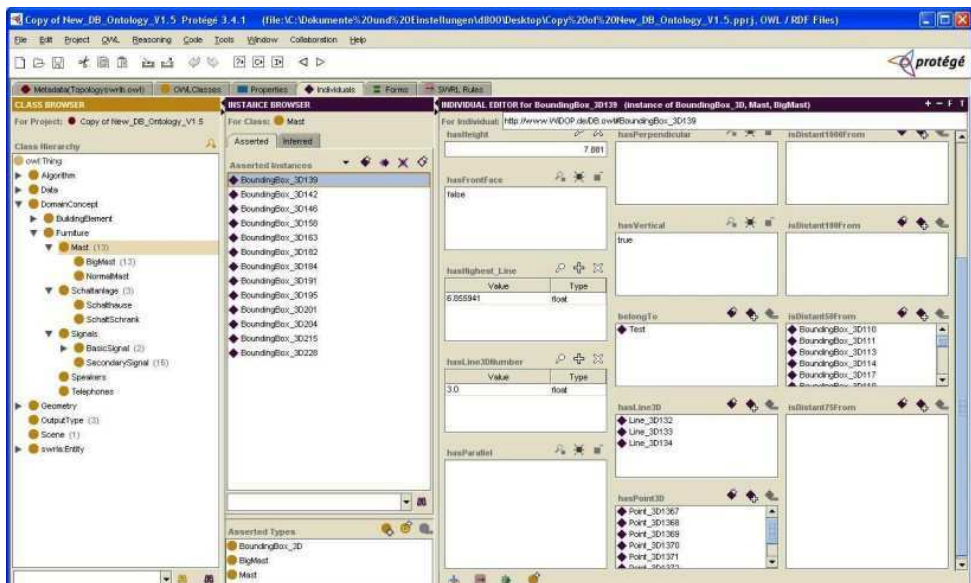 Copy of New_DB_Ontology_V1.5 Protégé 3.4.1 (file:\C:\Dokumente%20und%20Einstellungen\d800\Desktop\Copy%20of%20New_DB_Ontology_V1.5.pprj, OWL / RDF Files)
File Edit Project OWL Reasoning Code Tools Window Collaboration Help
protégé
Metadata(Topologyswrlb.owl) OWLClasses Properties Individuals Forms SWRL Rules
CLASS BROWSER
For Project: Copy of New_DB_Ontology_V1.5
Class Hierarchy
owl:Thing
Algorithm
Data
DomainConcept
BuildingElement
Furniture
Mast (13)
BigMast (13)
NormalMast
Schaltanlage (3)
Schalthause
SchaltSchrank
Signals
BasicSignal (2)
SecondarySignal (15)
Speakers
Telephones
Geometry
OutputType (3)
Scene (1)
swrla:Entity
INSTANCE BROWSER
For Class: Mast
Asserted Inferred
Asserted Instances
BoundingBox_3D139
BoundingBox_3D142
BoundingBox_3D146
BoundingBox_3D158
BoundingBox_3D163
BoundingBox_3D182
BoundingBox_3D184
BoundingBox_3D191
BoundingBox_3D195
BoundingBox_3D201
BoundingBox_3D204
BoundingBox_3D215
BoundingBox_3D228
Asserted Types
BoundingBox_3D
BigMast
Mast
INDIVIDUAL EDITOR for BoundingBox_3D139 (instance of BoundingBox_3D, Mast, BigMast)
For Individual: http://www.WIDOP.de/DB.owl#BoundingBox_3D139
hasHeight
7.881
hasFrontFace
false
hasHighest_Line
Value Type
6.855941 float
hasLine3DNumber
Value Type
3.0 float
hasParallel
hasPerpendicular
hasVertical
true
belongTo
Test
hasLine3D
Line_3D132
Line_3D133
Line_3D134
hasPoint3D
Point_3D1367
Point_3D1368
Point_3D1369
Point_3D1370
Point_3D1371
isDistant1000From
isDistant100From
isDistant50From
BoundingBox_3D110
BoundingBox_3D111
BoundingBox_3D113
BoundingBox_3D114
BoundingBox_3D117
isDistant75From